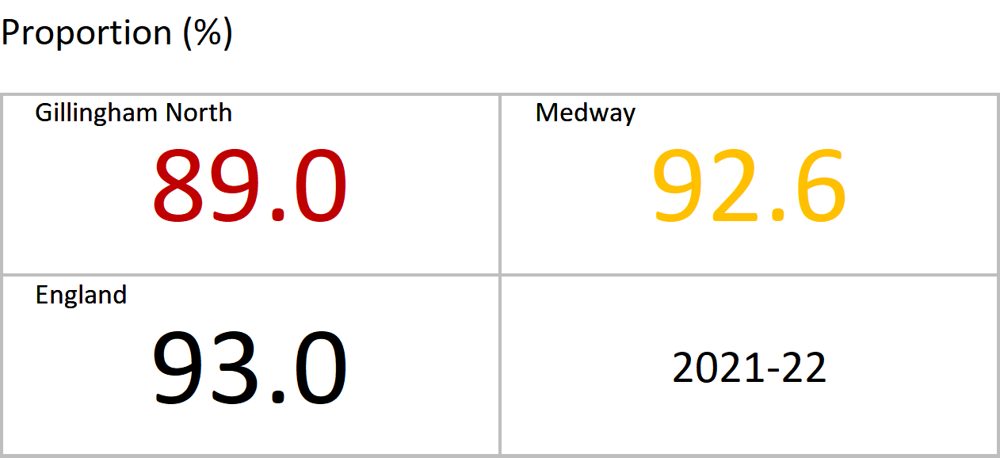 Proportion (%)
Gillingham North
89.0
Medway
92.6
England
93.0
2021-22